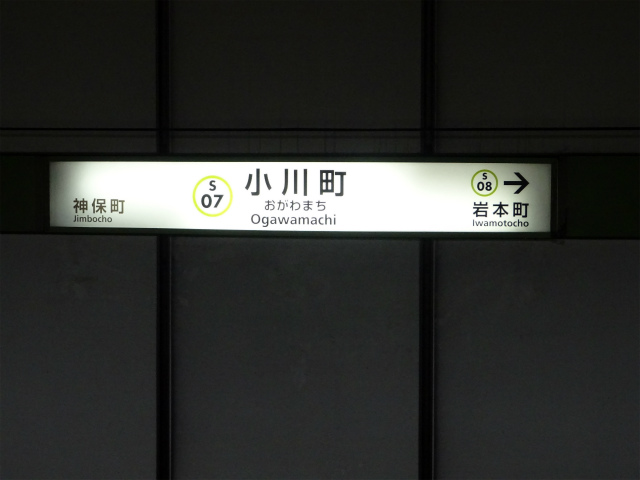 神保町
Jimbocho
S
07
小川町
おがわまち
Ogawamachi
S
08
→
岩本町
Iwamotocho